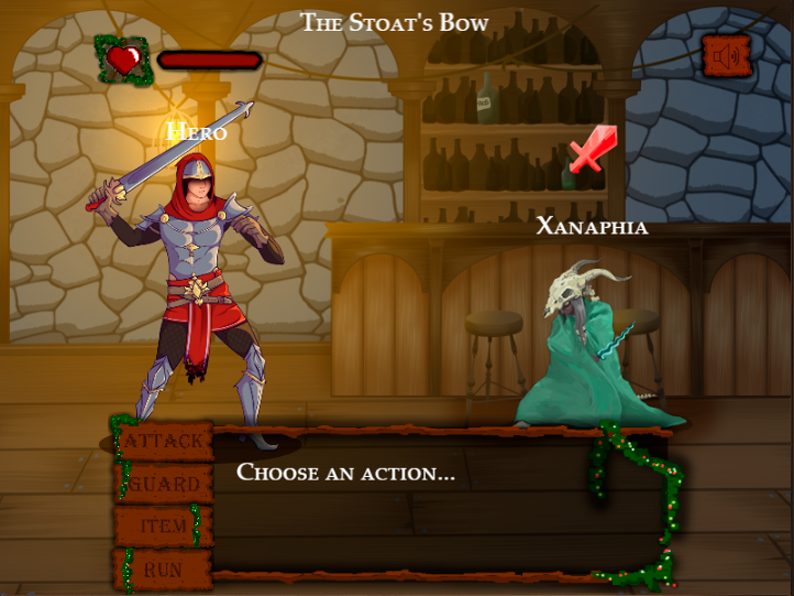 The Stoat's Bow
Hero
Xanaphia
ATTACK
Choose an action...
GUARD
ITEM
RUN